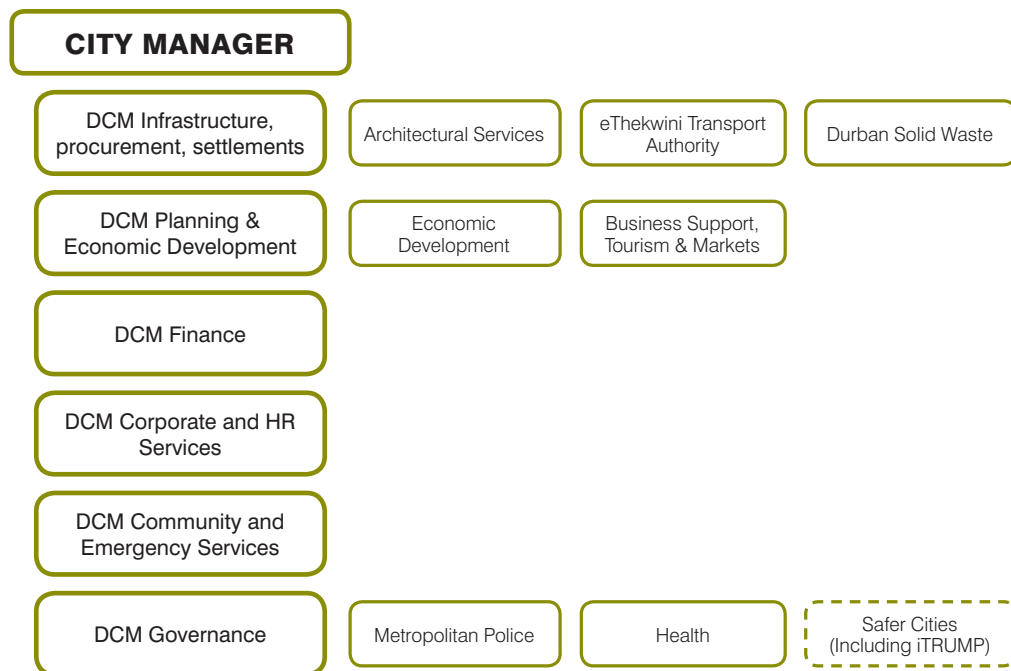 CITY MANAGER
DCM Infrastructure,
procurement, settlements
Architectural Services
eThekwini Transport
Authority
Durban Solid Waste
DCM Planning &
Economic Development
Economic
Development
Business Support,
Tourism & Markets
DCM Finance
DCM Corporate and HR
Services
DCM Community and
Emergency Services
DCM Governance
Metropolitan Police
Health
Safer Cities
(Including iTRUMP)